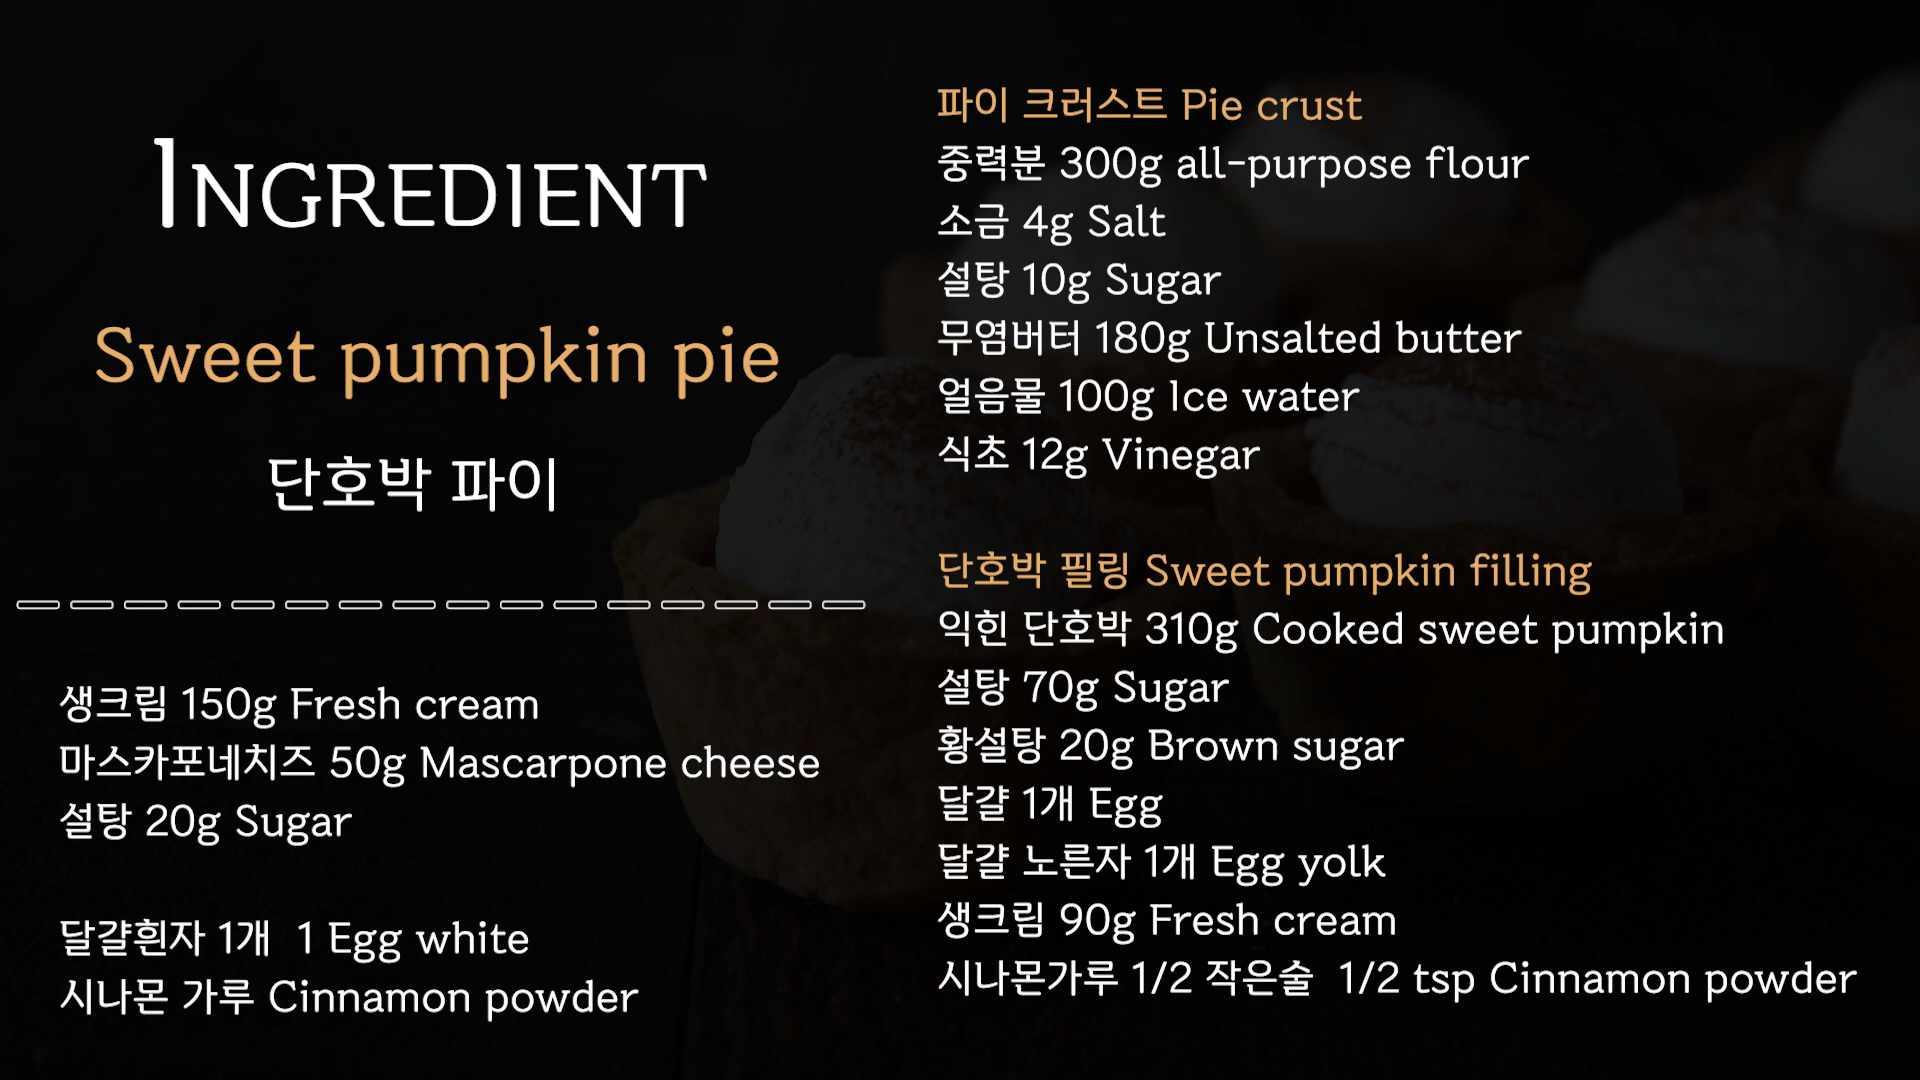 INGREDIENT
Sweet pumpkin pie
단호박 파이
생크림 150g Fresh cream
마스카포네치즈 50g Mascarpone cheese
설탕 20g Sugar
달걀흰자 1개  1 Egg white
시나몬 가루 Cinnamon powder
파이 크러스트 Pie crust
중력분 300g all-purpose flour
소금 4g Salt
설탕 10g Sugar
무염버터 180g Unsalted butter
얼음물 100g Ice water
식초 12g Vinegar
단호박 필링 Sweet pumpkin filling
익힌 단호박 310g Cooked sweet pumpkin
설탕 70g Sugar
황설탕 20g Brown sugar
달걀 1개 Egg
달걀 노른자 1개 Egg yolk
생크림 90g Fresh cream
시나몬가루 1/2 작은술  1/2 tsp Cinnamon powder